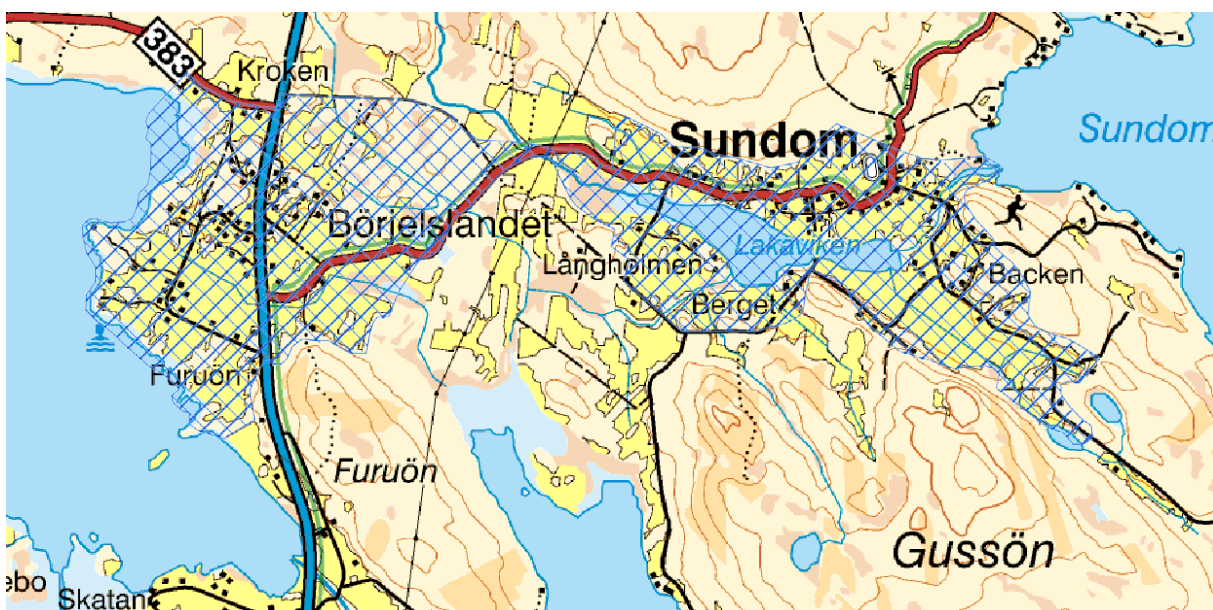 383
Kroken
Sundom
Sundom
Börjelslandet
Lakaviken
Långholmen
Backen
Berget
Furuön
Furuön
Gussön
ebo
Skatan